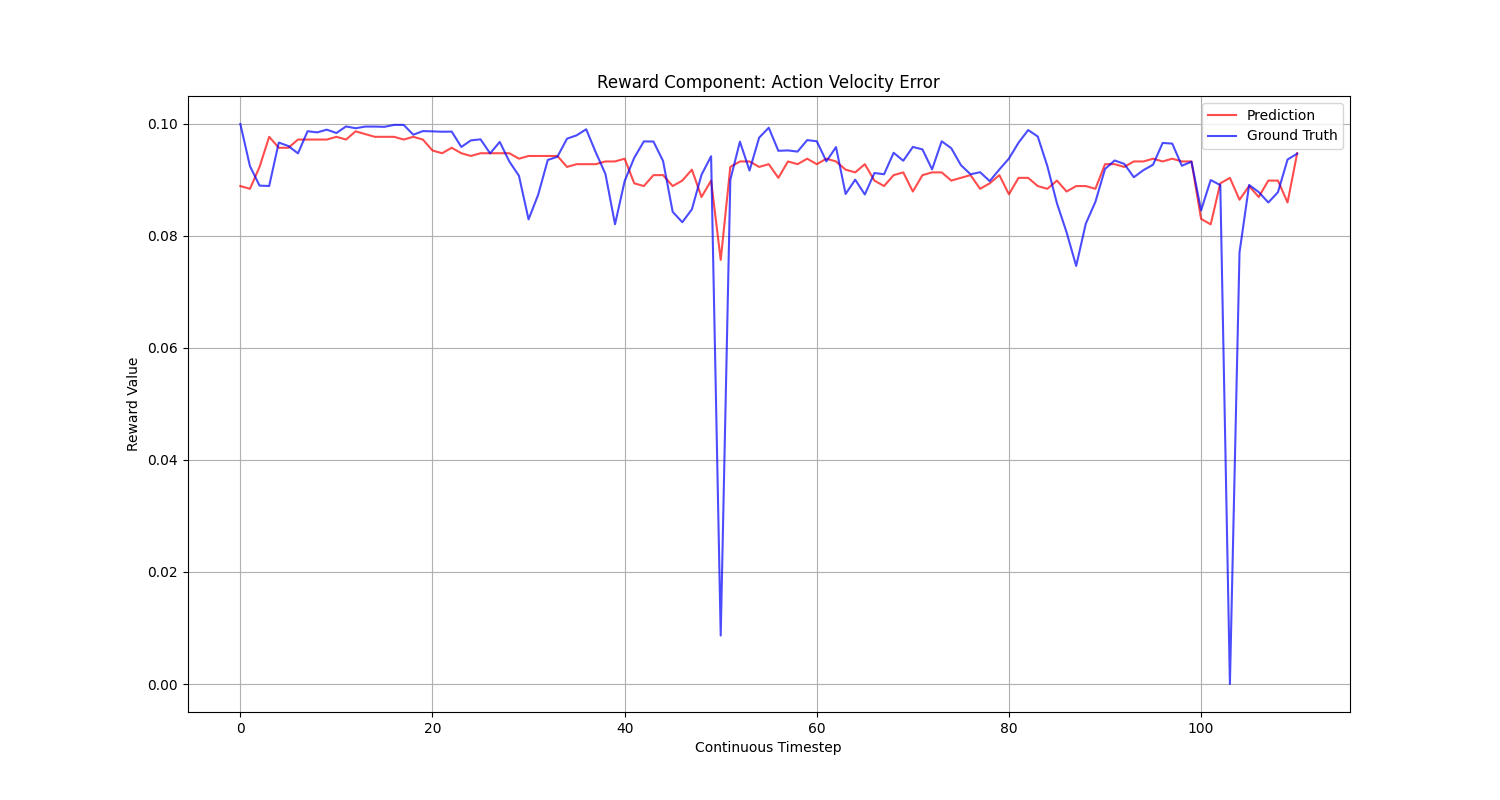 Reward Component: Action Velocity Error
Prediction
Ground Truth
0.10
0.08
0.06
0.04
0.02
0.00
Reward Value
0 20 40 60 80 100
Continuous Timestep